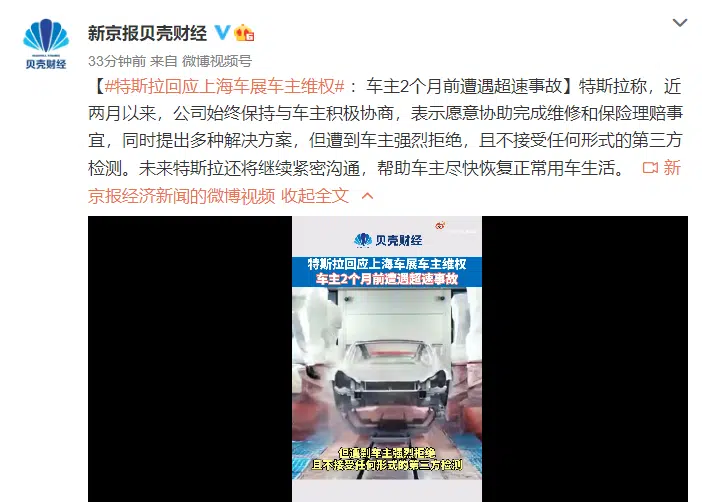 新京报贝壳财经
贝壳财经
33分钟前 来自 微博视频号
【#特斯拉回应上海车展车主维权# ：车主2个月前遭遇超速事故】特斯拉称，近
两月以来，公司始终保持与车主积极协商，表示愿意协助完成维修和保险理赔事
宜，同时提出多种解决方案，但遭到车主强烈拒绝，且不接受任何形式的第三方
检测。未来特斯拉还将继续紧密沟通，帮助车主尽快恢复正常用车生活。 新
京报经济新闻的微博视频 收起全文
贝壳财经
特斯拉回应上海车展车主维权
车主2个月前遭遇超速事故
但遭到车主强烈拒绝
且不接受任何形式的第三方检测